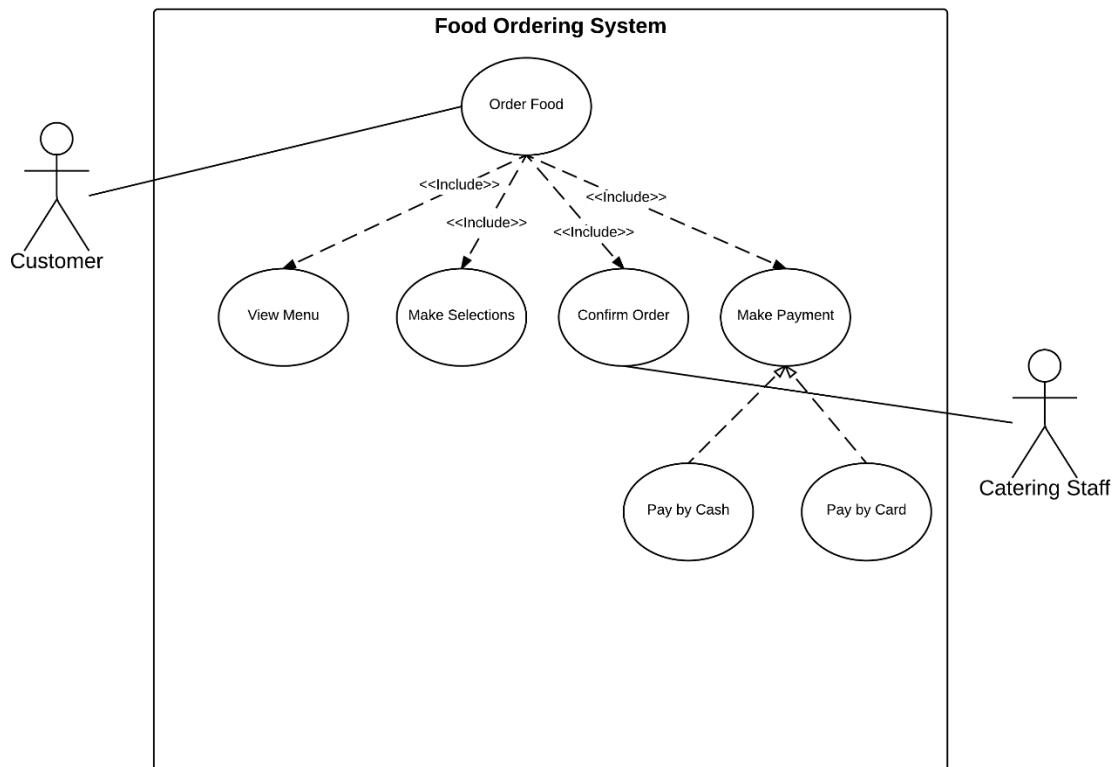 Food Ordering System
Order Food
<<Include>>
<<Include>>
<<Include>>
<<Include>>
Customer
View Menu
Make Selections
Confirm Order
Make Payment
Catering Staff
Pay by Cash
Pay by Card